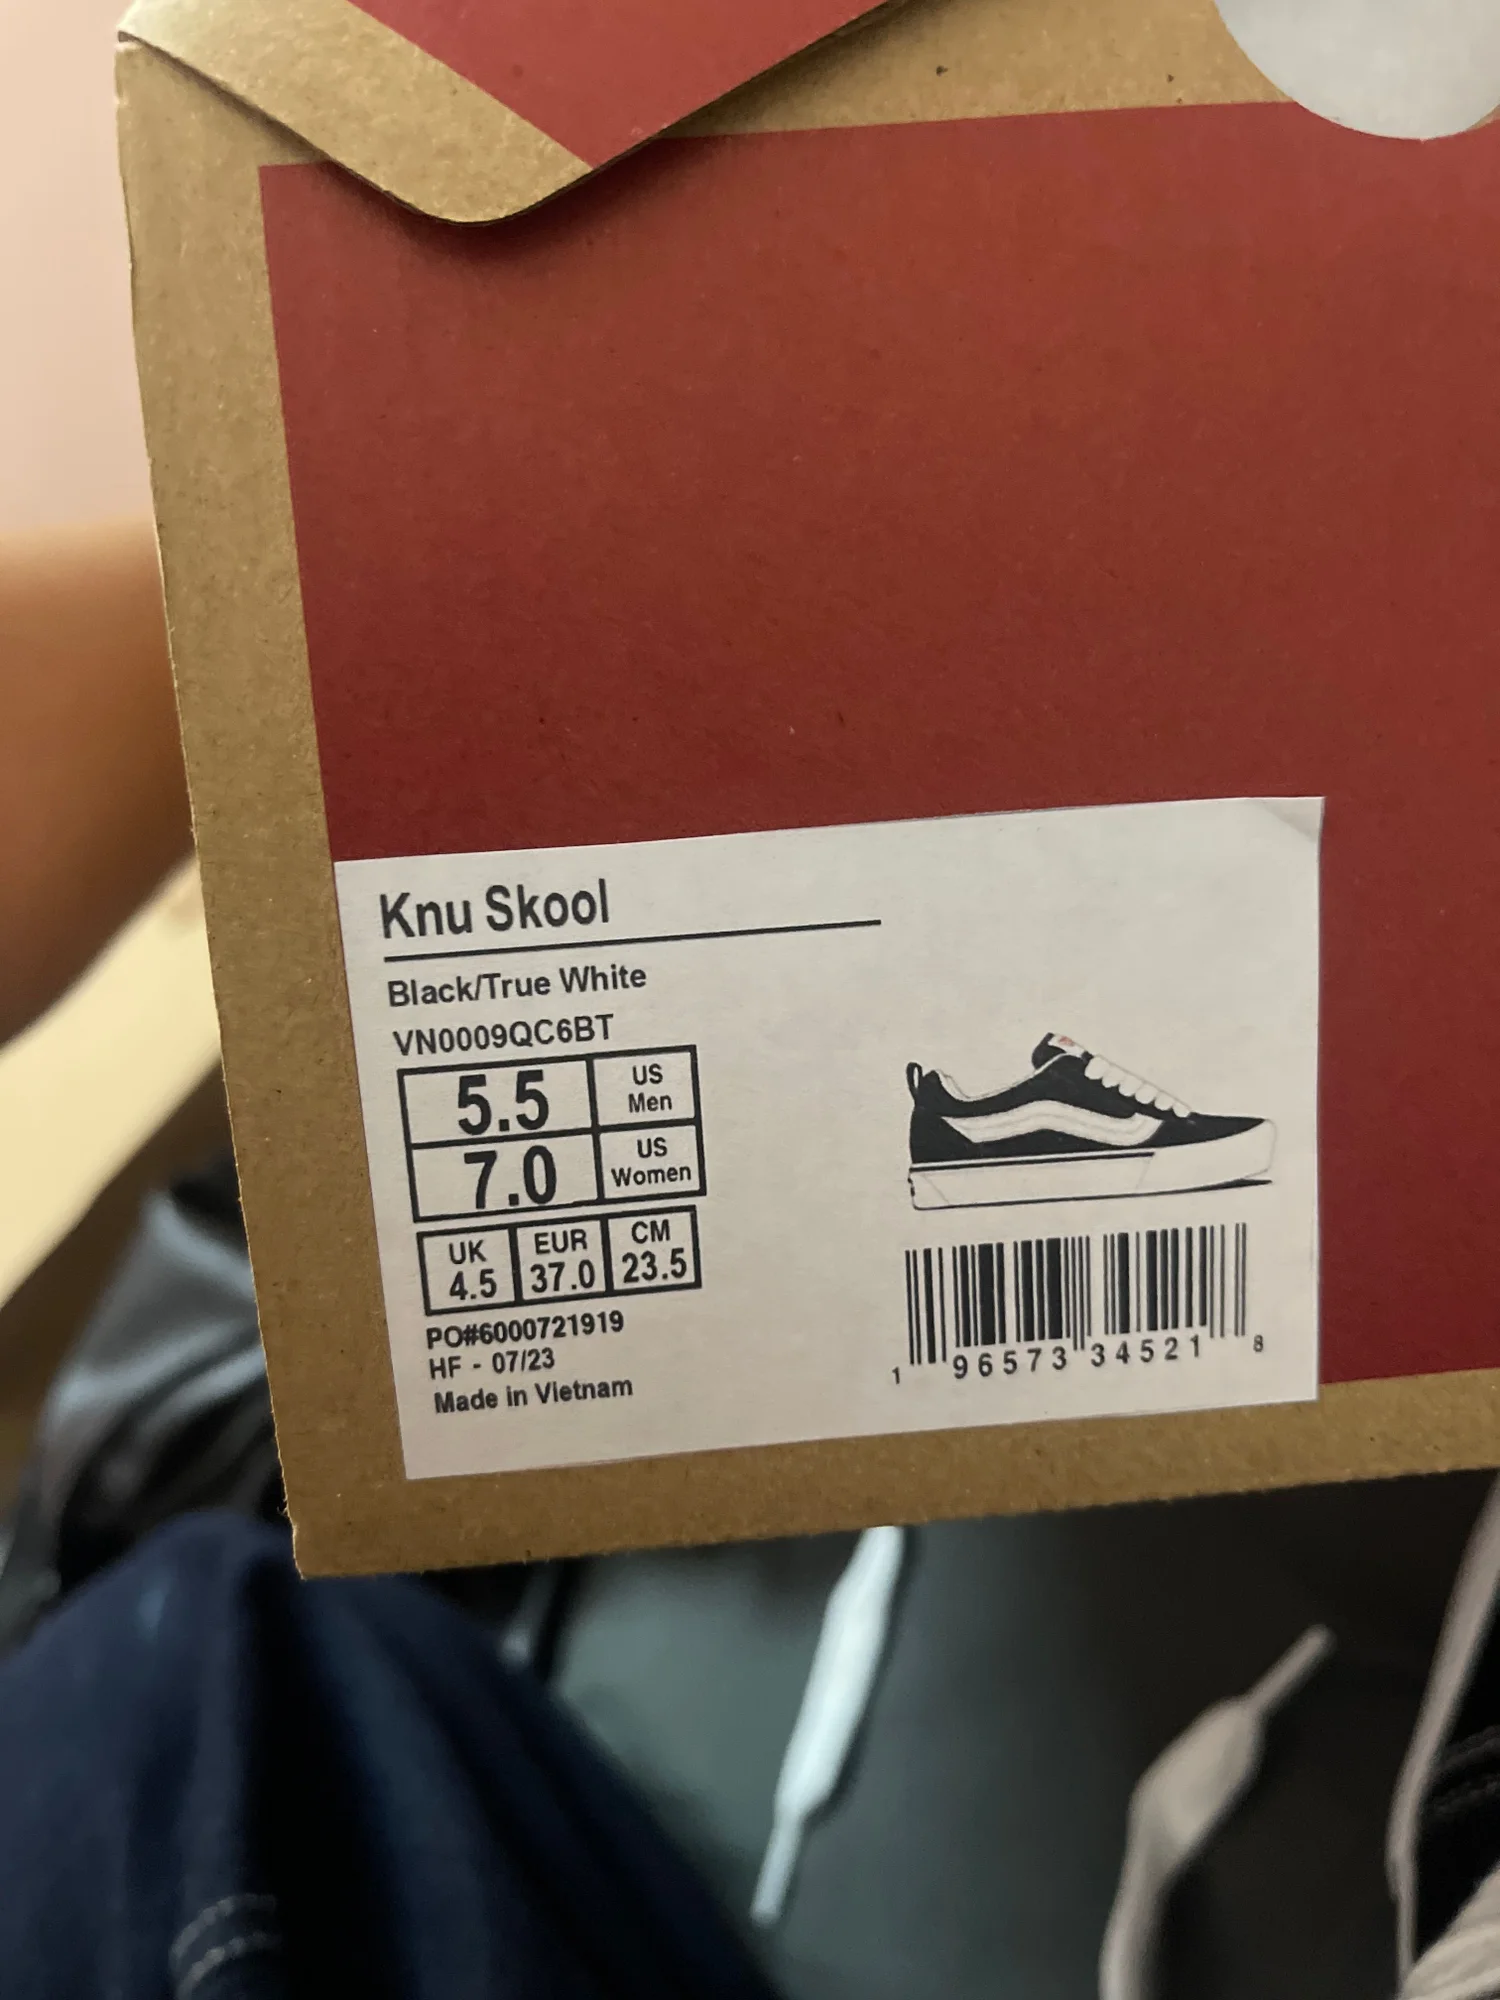 Knu Skool
Black/True White
VN0009QC6BT
5.5 US Men
7.0 US Women
UK EUR CM
4.5 37.0 23.5
PO#6000721919
HF - 07/23
Made in Vietnam
1 96573 34521 8